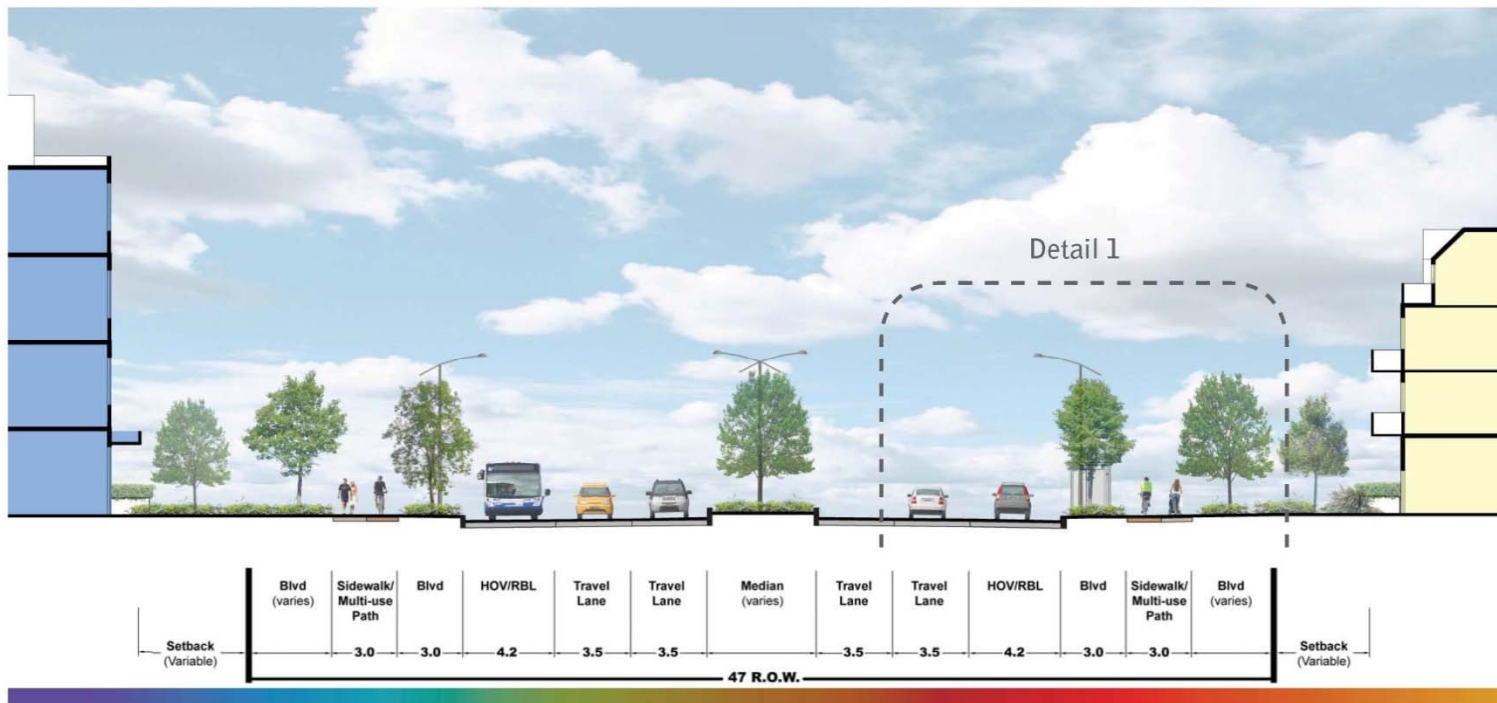 Detail 1
Blvd
(varies)
Sidewalk/
Multi-use
Path
Blvd
HOV/RBL
Travel
Lane
Travel
Lane
Median
(varies)
Travel
Lane
Travel
Lane
HOV/RBL
Blvd
Sidewalk/
Multi-use
Path
Blvd
(varies)
Setback
(Variable)
3.0
3.0
4.2
3.5
3.5
3.5
3.5
4.2
3.0
3.0
Setback
(Variable)
47 R.O.W.